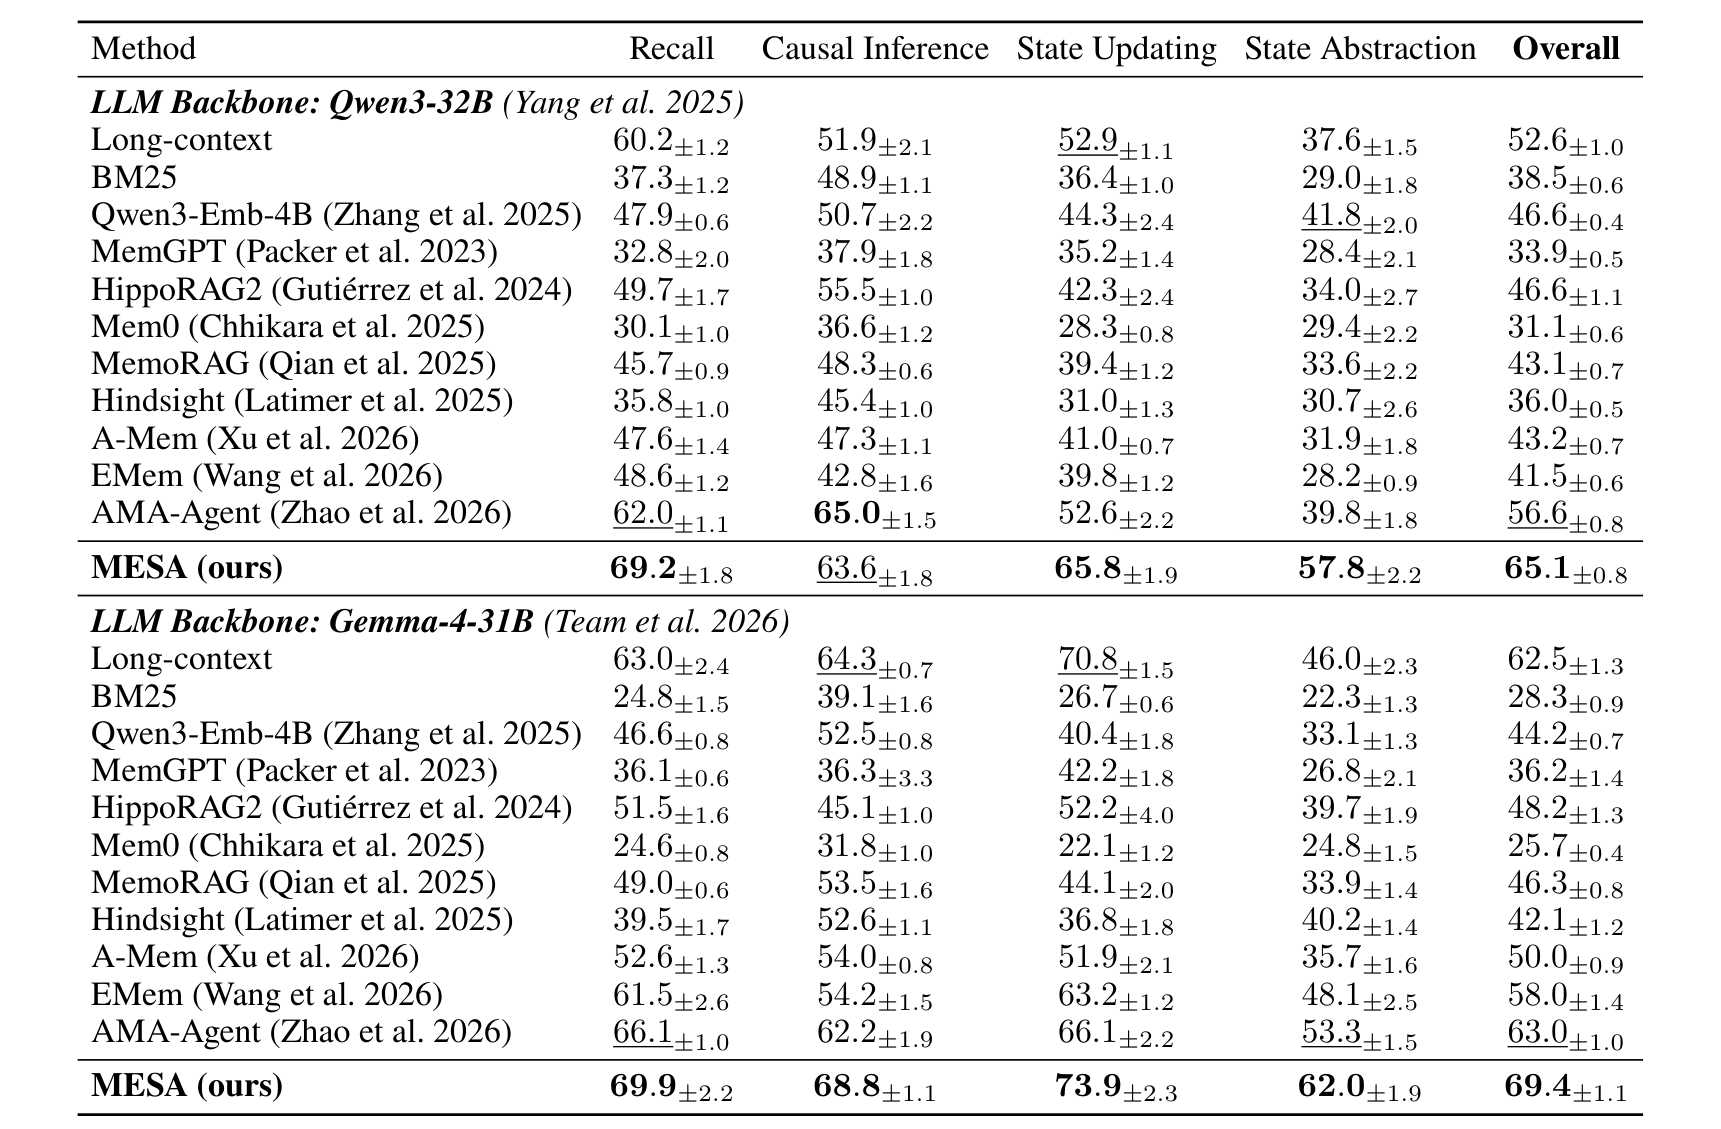 Method Recall Causal Inference State Updating State Abstraction Overall
LLM Backbone: Qwen3-32B (Yang et al. 2025)
Long-context 60.2±1.2 51.9±2.1 52.9±1.1 37.6±1.5 52.6±1.0
BM25 37.3±1.2 48.9±1.1 36.4±1.0 29.0±1.8 38.5±0.6
Qwen3-Emb-4B (Zhang et al. 2025) 47.9±0.6 50.7±2.2 44.3±2.4 41.8±2.0 46.6±0.4
MemGPT (Packer et al. 2023) 32.8±2.0 37.9±1.8 35.2±1.4 28.4±2.1 33.9±0.5
HippoRAG2 (Gutiérrez et al. 2024) 49.7±1.7 55.5±1.0 42.3±2.4 34.0±2.7 46.6±1.1
Mem0 (Chhikara et al. 2025) 30.1±1.0 36.6±1.2 28.3±0.8 29.4±2.2 31.1±0.6
MemoRAG (Qian et al. 2025) 45.7±0.9 48.3±0.6 39.4±1.2 33.6±2.2 43.1±0.7
Hindsight (Latimer et al. 2025) 35.8±1.0 45.4±1.0 31.0±1.3 30.7±2.6 36.0±0.5
A-Mem (Xu et al. 2026) 47.6±1.4 47.3±1.1 41.0±0.7 31.9±1.8 43.2±0.7
EMem (Wang et al. 2026) 48.6±1.2 42.8±1.6 39.8±1.2 28.2±0.9 41.5±0.6
AMA-Agent (Zhao et al. 2026) 62.0±1.1 65.0±1.5 52.6±2.2 39.8±1.8 56.6±0.8
MESA (ours) 69.2±1.8 63.6±1.8 65.8±1.9 57.8±2.2 65.1±0.8
LLM Backbone: Gemma-4-31B (Team et al. 2026)
Long-context 63.0±2.4 64.3±0.7 70.8±1.5 46.0±2.3 62.5±1.3
BM25 24.8±1.5 39.1±1.6 26.7±0.6 22.3±1.3 28.3±0.9
Qwen3-Emb-4B (Zhang et al. 2025) 46.6±0.8 52.5±0.8 40.4±1.8 33.1±1.3 44.2±0.7
MemGPT (Packer et al. 2023) 36.1±0.6 36.3±3.3 42.2±1.8 26.8±2.1 36.2±1.4
HippoRAG2 (Gutiérrez et al. 2024) 51.5±1.6 45.1±1.0 52.2±4.0 39.7±1.9 48.2±1.3
Mem0 (Chhikara et al. 2025) 24.6±0.8 31.8±1.0 22.1±1.2 24.8±1.5 25.7±0.4
MemoRAG (Qian et al. 2025) 49.0±0.6 53.5±1.6 44.1±2.0 33.9±1.4 46.3±0.8
Hindsight (Latimer et al. 2025) 39.5±1.7 52.6±1.1 36.8±1.8 40.2±1.4 42.1±1.2
A-Mem (Xu et al. 2026) 52.6±1.3 54.0±0.8 51.9±2.1 35.7±1.6 50.0±0.9
EMem (Wang et al. 2026) 61.5±2.6 54.2±1.5 63.2±1.2 48.1±2.5 58.0±1.4
AMA-Agent (Zhao et al. 2026) 66.1±1.0 62.2±1.9 66.1±2.2 53.3±1.5 63.0±1.0
MESA (ours) 69.9±2.2 68.8±1.1 73.9±2.3 62.0±1.9 69.4±1.1